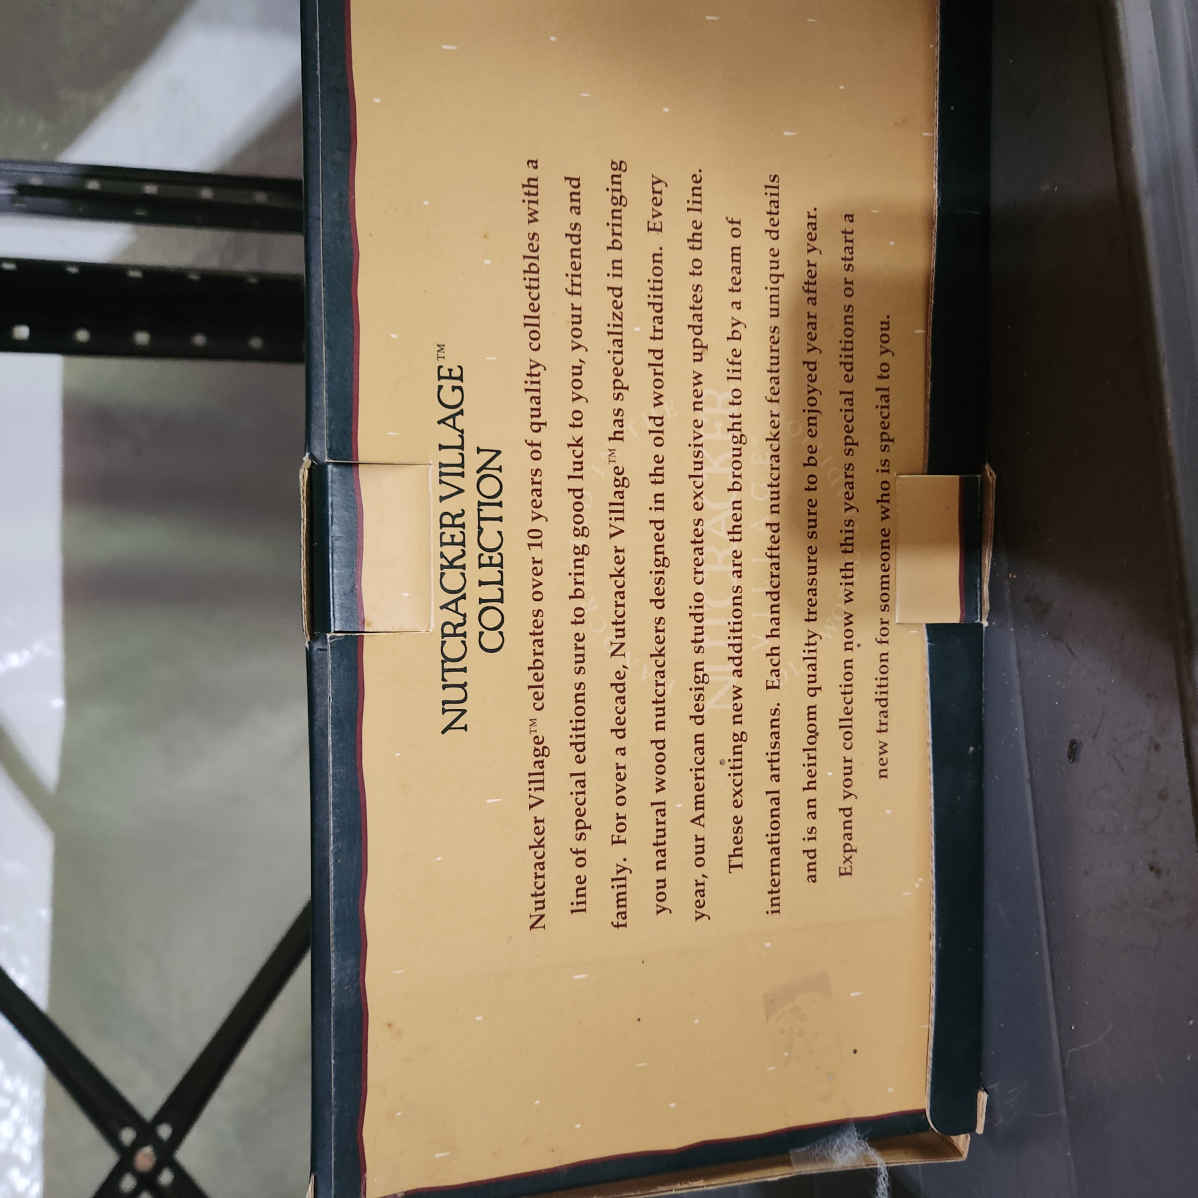 NUTCRACKER VILLAGE™
COLLECTION
Nutcracker Village™ celebrates over 10 years of quality collectibles with a
line of special editions sure to bring good luck to you, your friends and
family. For over a decade, Nutcracker Village™ has specialized in bringing
you natural wood nutcrackers designed in the old world tradition. Every
year, our American design studio creates exclusive new updates to the line.
These exciting new additions are then brought to life by a team of
international artisans. Each handcrafted nutcracker features unique details
and is an heirloom quality treasure sure to be enjoyed year after year.
Expand your collection now with this years special editions or start a
new tradition for someone who is special to you.
NUTCRACKER
VILLAGE